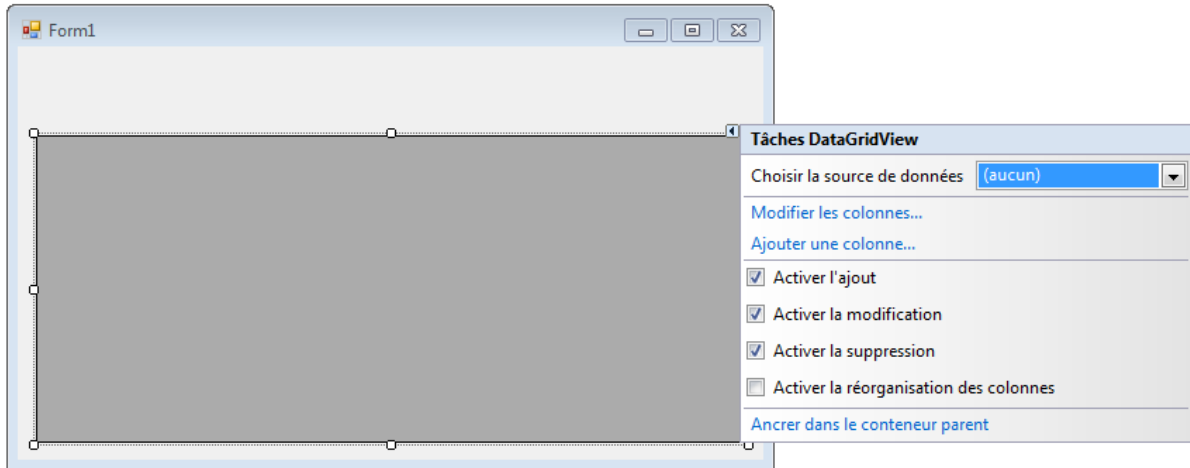 Form1
Tâches DataGridView
Choisir la source de données (aucun)
Modifier les colonnes...
Ajouter une colonne...
Activer l'ajout
Activer la modification
Activer la suppression
Activer la réorganisation des colonnes
Ancrer dans le conteneur parent